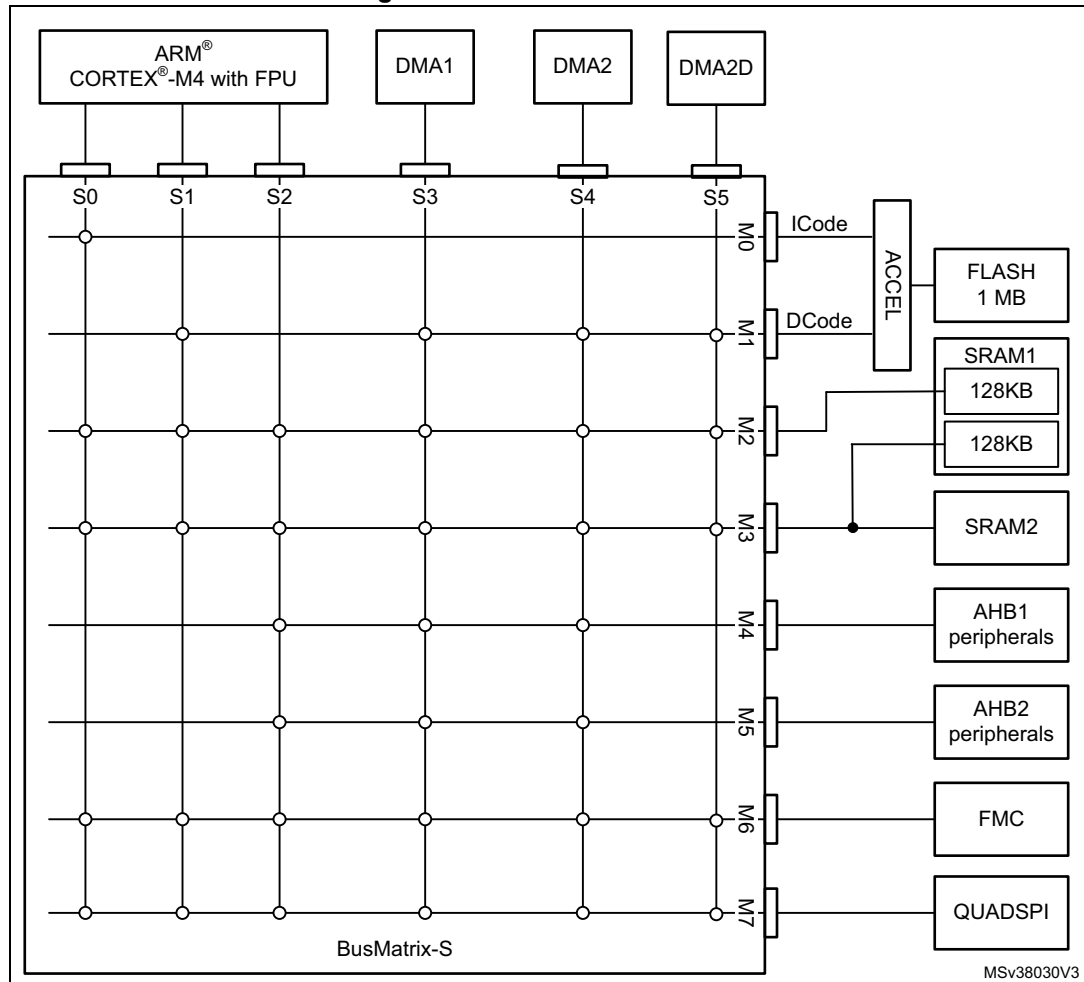 ARM®
CORTEX®-M4 with FPU
DMA1
DMA2
DMA2D
S0
S1
S2
S3
S4
S5
M0
ICode
ACCEL
FLASH
1 MB
M1
DCode
SRAM1
128KB
M2
128KB
M3
SRAM2
M4
AHB1
peripherals
M5
AHB2
peripherals
M6
FMC
M7
QUADSPI
BusMatrix-S
MSv38030V3